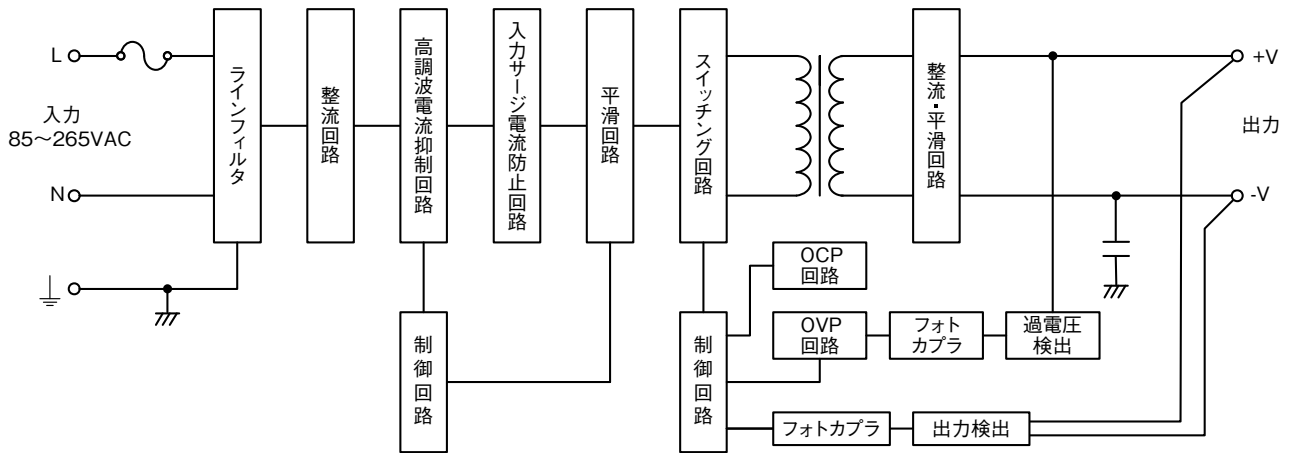 L
入力
85～265VAC
N
ラインフィルタ
整流回路
高調波電流抑制回路
入力サージ電流防止回路
平滑回路
スイッチング回路
整流・平滑回路
+V
出力
-V
制御回路
制御回路
OCP
回路
OVP
回路
フォト
カプラ
過電圧
検出
フォトカプラ
出力検出